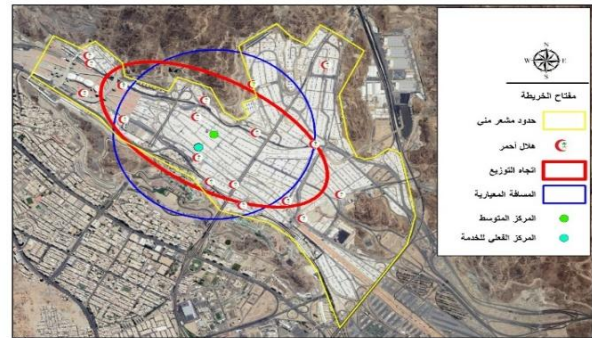 N
W E
S
مفتاح الخريطة
حدود مشعر منى
هلال أحمر
اتجاه التوزيع
المسافة المعيارية
المركز المتوسط
المركز الفعلي للخدمة